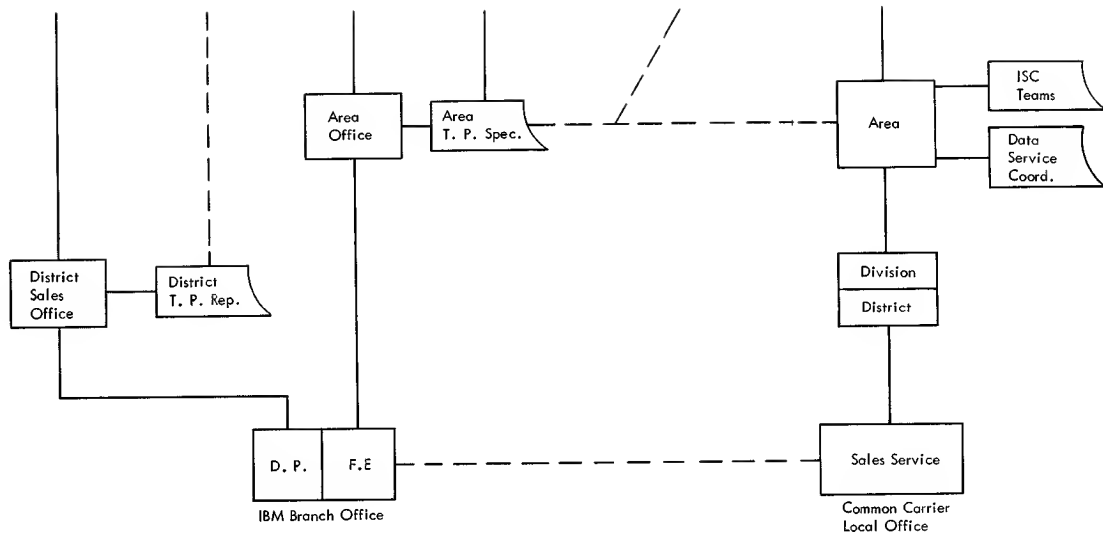 Area
Office
Area
T. P. Spec.
Area
ISC
Teams
Data
Service
Coord.
District
Sales
Office
District
T. P. Rep.
Division
District
D. P.
F.E
Sales Service
IBM Branch Office
Common Carrier
Local Office